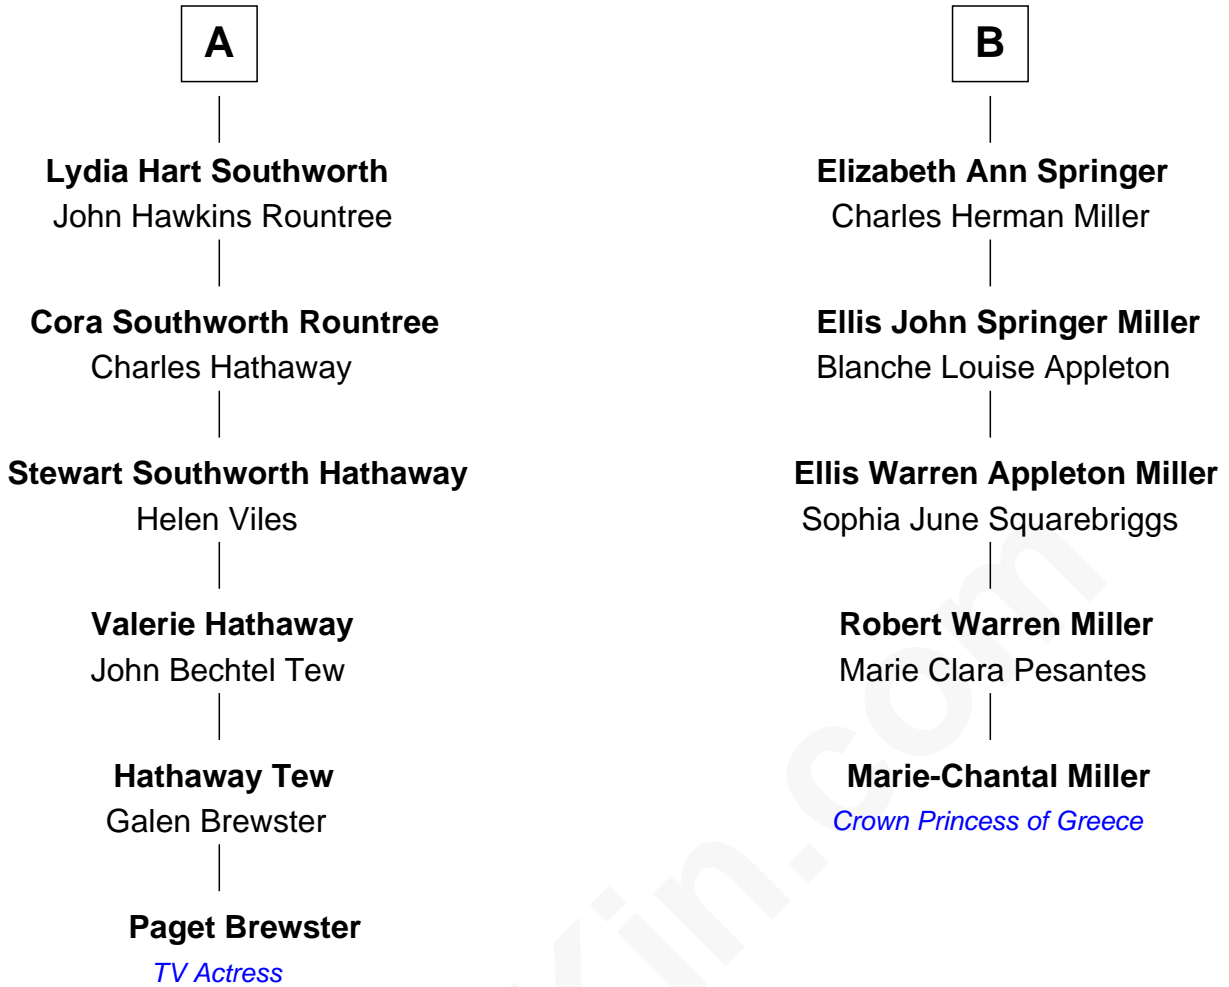 A
Lydia Hart Southworth
John Hawkins Rountree
Cora Southworth Rountree
Charles Hathaway
Stewart Southworth Hathaway
Helen Viles
Valerie Hathaway
John Bechtel Tew
Hathaway Tew
Galen Brewster
Paget Brewster
TV Actress
B
Elizabeth Ann Springer
Charles Herman Miller
Ellis John Springer Miller
Blanche Louise Appleton
Ellis Warren Appleton Miller
Sophia June Squarebriggs
Robert Warren Miller
Marie Clara Pesantes
Marie-Chantal Miller
Crown Princess of Greece
Kin.com